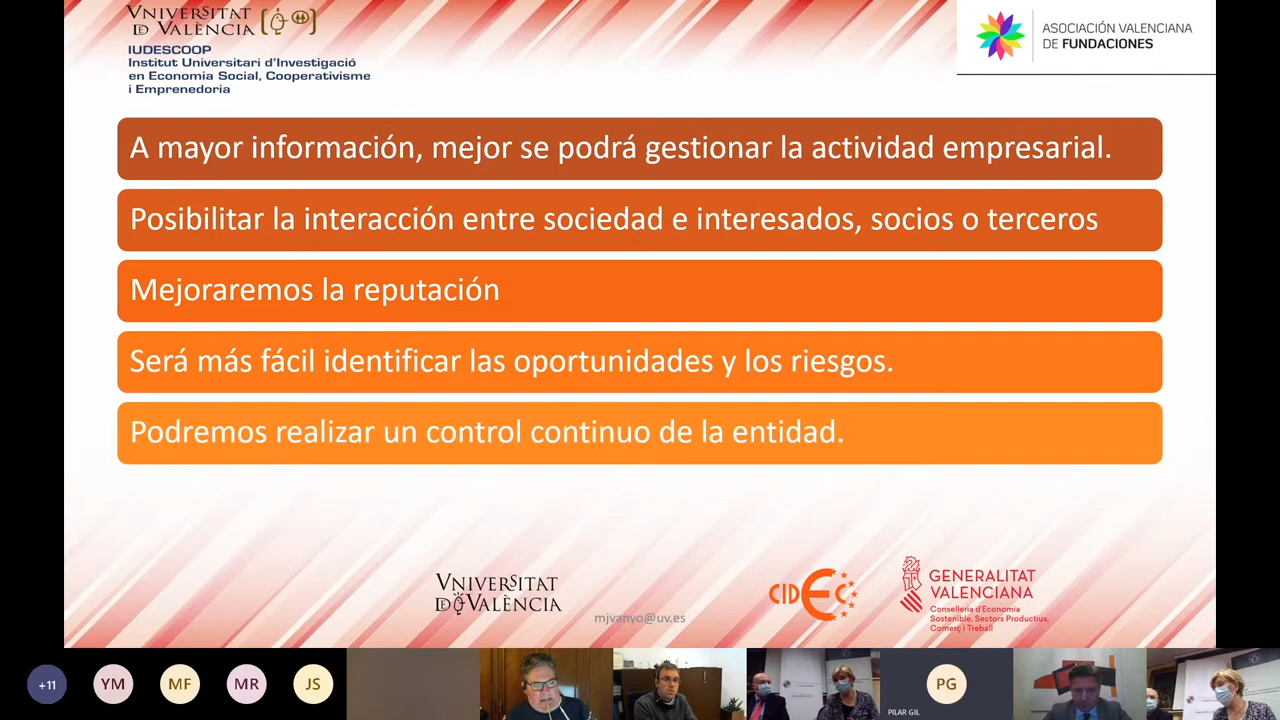 VNIVERSITAT
DE VALÈNCIA
IUDESCOOP
Institut Universitari d'Investigació
en Economia Social, Cooperativisme
i Emprenedoria
ASOCIACIÓN VALENCIANA
DE FUNDACIONES
A mayor información, mejor se podrá gestionar la actividad empresarial.
Posibilitar la interacción entre sociedad e interesados, socios o terceros
Mejoraremos la reputación
Será más fácil identificar las oportunidades y los riesgos.
Podremos realizar un control continuo de la entidad.
VNIVERSITAT
DE VALÈNCIA
mjvanyo@uv.es
CIDEC
GENERALITAT
VALENCIANA
Conselleria d'Economia
Sostenible, Sectors Productius,
Comerç i Treball
+11
YM
MF
MR
JS
PG
PILAR GIL